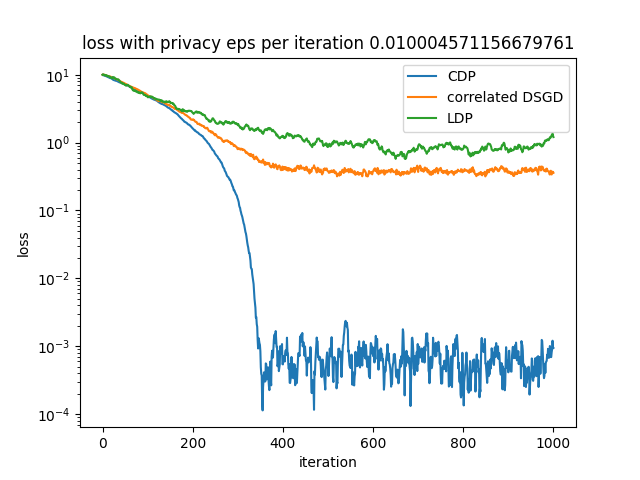 loss with privacy eps per iteration 0.010004571156679761
CDP
correlated DSGD
LDP
10¹
10⁰
10⁻¹
10⁻²
10⁻³
10⁻⁴
loss
0 200 400 600 800 1000
iteration